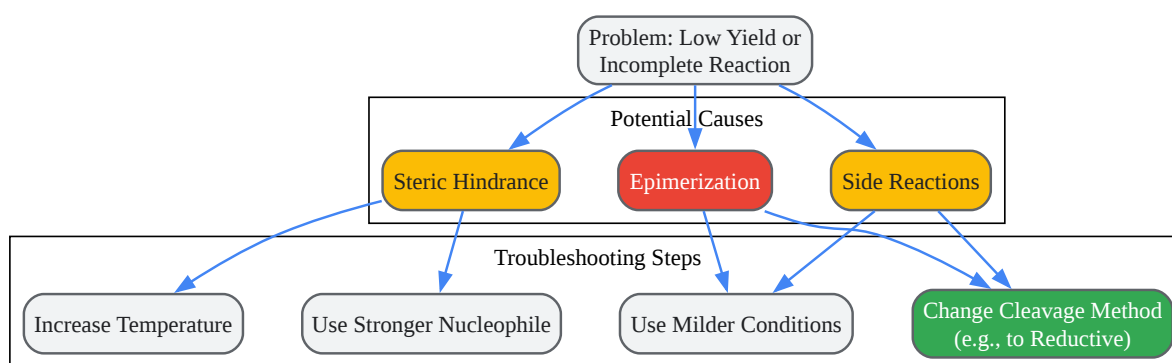 Problem: Low Yield or
Incomplete Reaction
Potential Causes
Steric Hindrance
Epimerization
Side Reactions
Troubleshooting Steps
Increase Temperature
Use Stronger Nucleophile
Use Milder Conditions
Change Cleavage Method
(e.g., to Reductive)